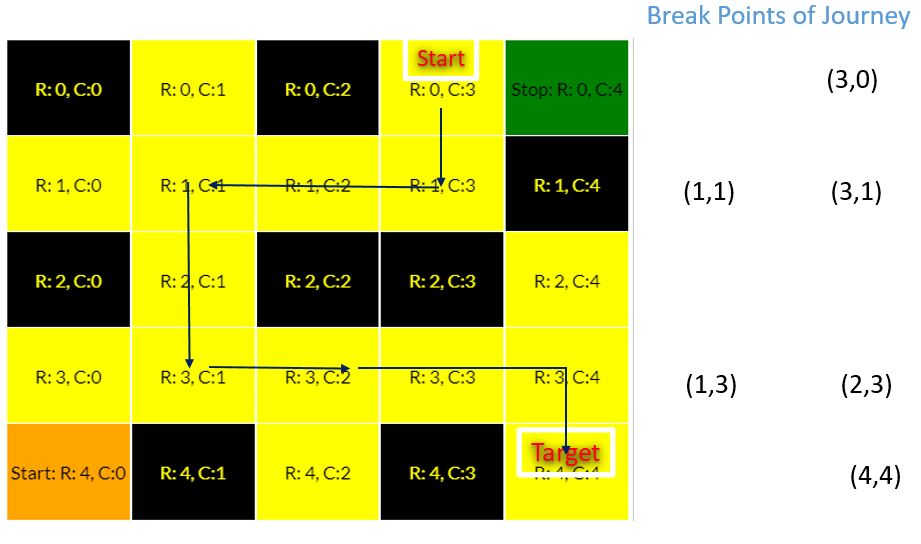 Break Points of Journey
Start
R: 0, C:0 R: 0, C:1 R: 0, C:2 R: 0, C:3 Stop: R: 0, C:4
(3,0)
R: 1, C:0 R: 1, C:1 R: 1, C:2 R: 1, C:3 R: 1, C:4
(1,1) (3,1)
R: 2, C:0 R: 2, C:1 R: 2, C:2 R: 2, C:3 R: 2, C:4
R: 3, C:0 R: 3, C:1 R: 3, C:2 R: 3, C:3 R: 3, C:4
(1,3) (2,3)
Target
Start: R: 4, C:0 R: 4, C:1 R: 4, C:2 R: 4, C:3 R: 4, C:4
(4,4)